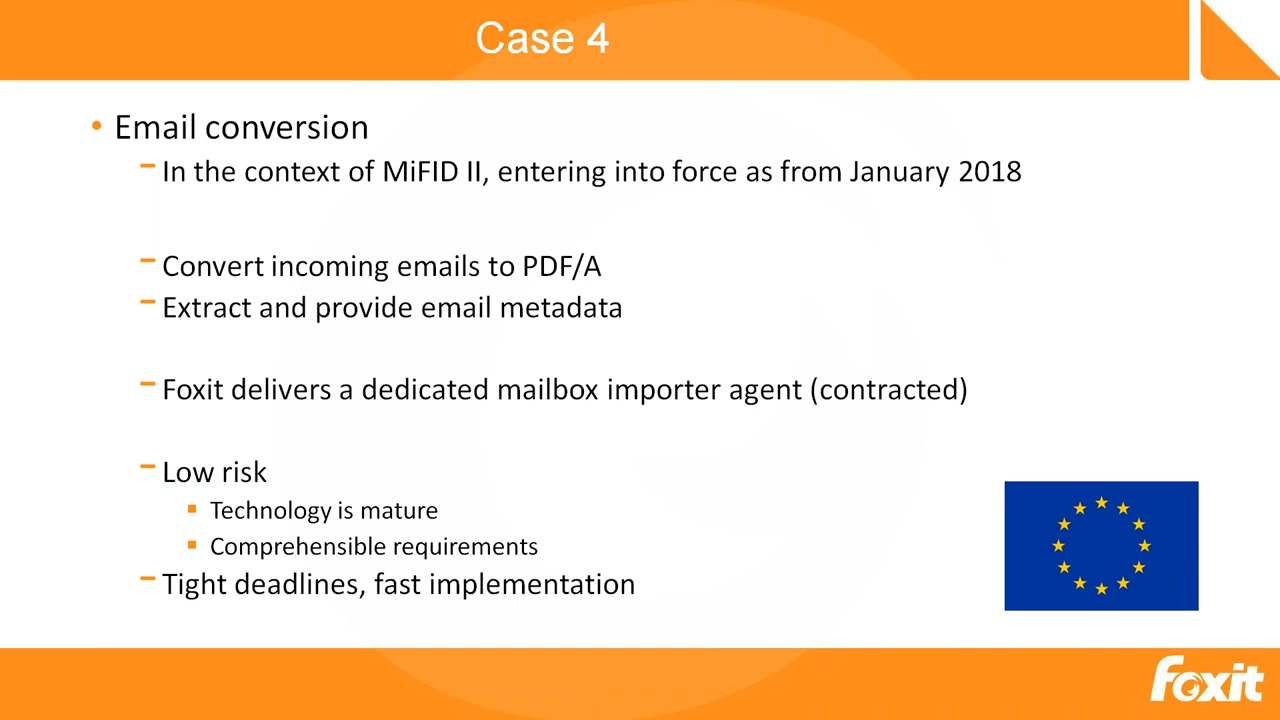 Case 4
• Email conversion
– In the context of MiFID II, entering into force as from January 2018
– Convert incoming emails to PDF/A
– Extract and provide email metadata
– Foxit delivers a dedicated mailbox importer agent (contracted)
– Low risk
▪ Technology is mature
▪ Comprehensible requirements
– Tight deadlines, fast implementation
foxit